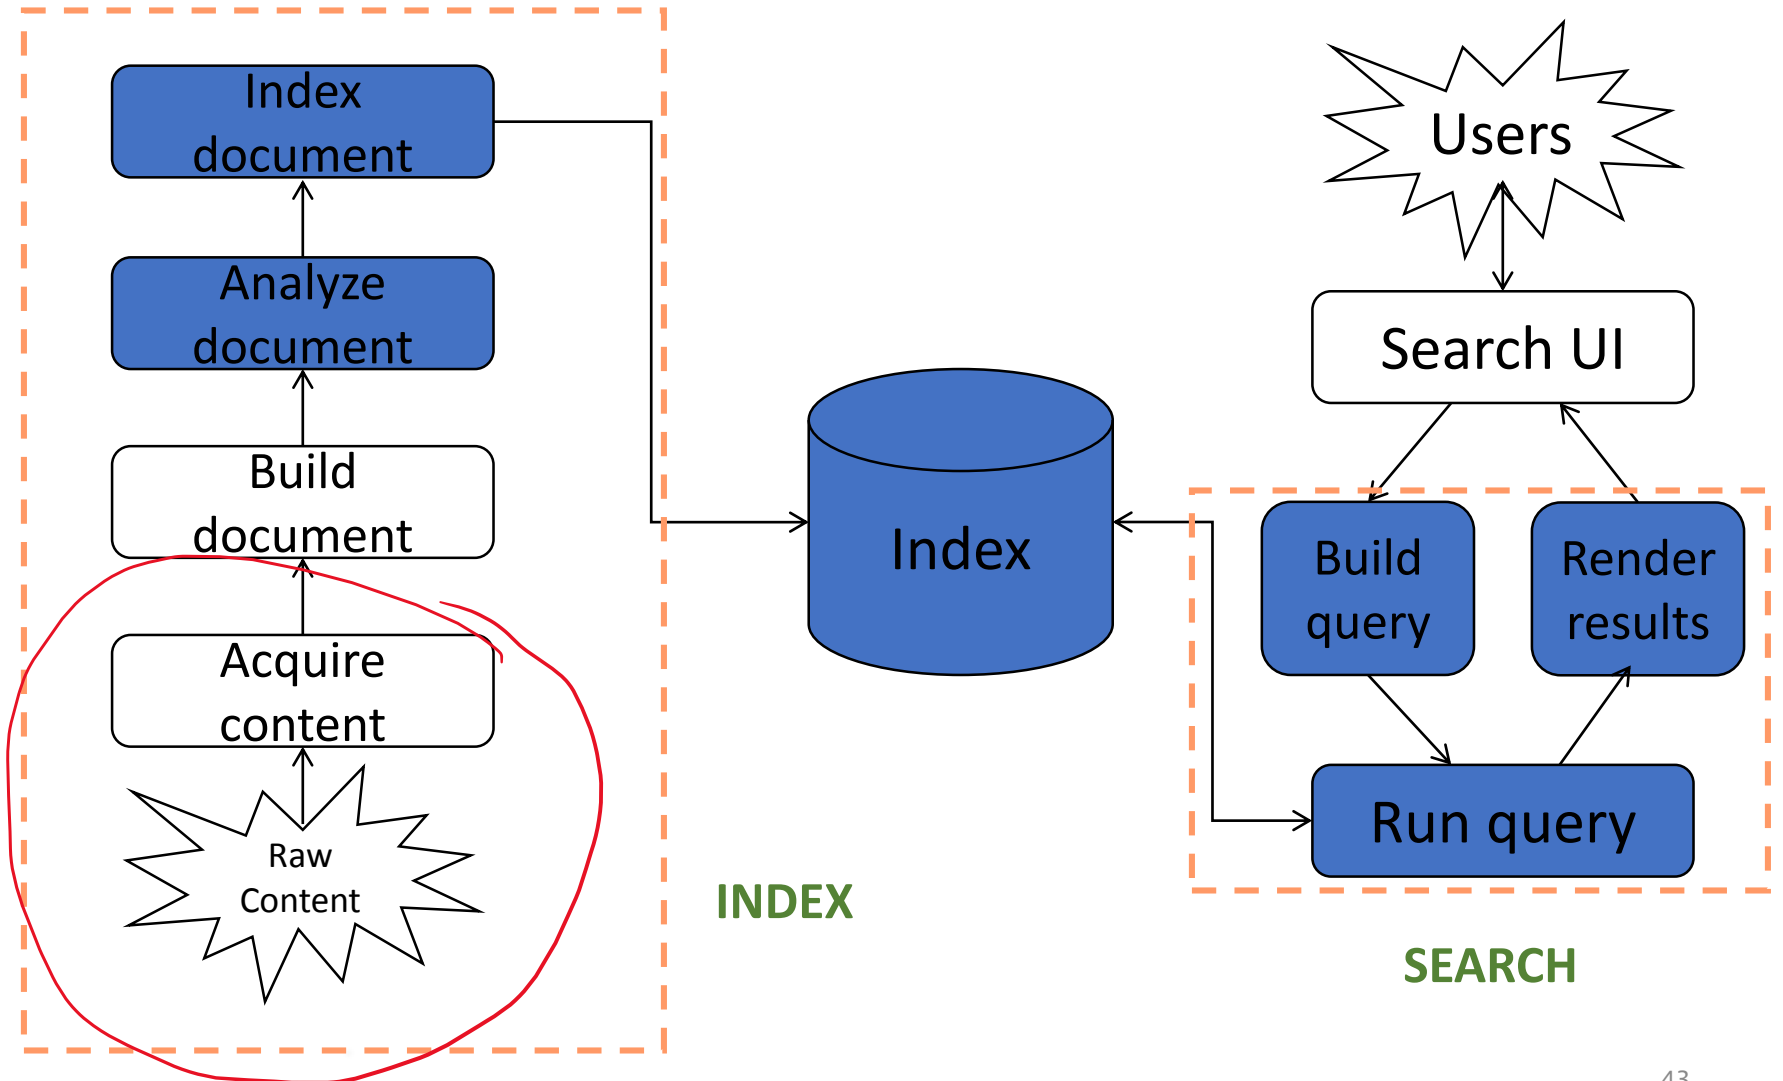 Index
document
Analyze
document
Build
document
Acquire
content
Raw
Content
INDEX
Index
Users
Search UI
Build
query
Render
results
Run query
SEARCH
43